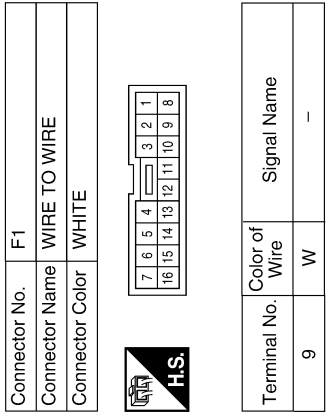 Connector No. F1
Connector Name WIRE TO WIRE
Connector Color WHITE
H.S.
7 6 5 4 3 2 1
16 15 14 13 12 11 10 9 8
Terminal No. Color of Wire Signal Name
9 W –